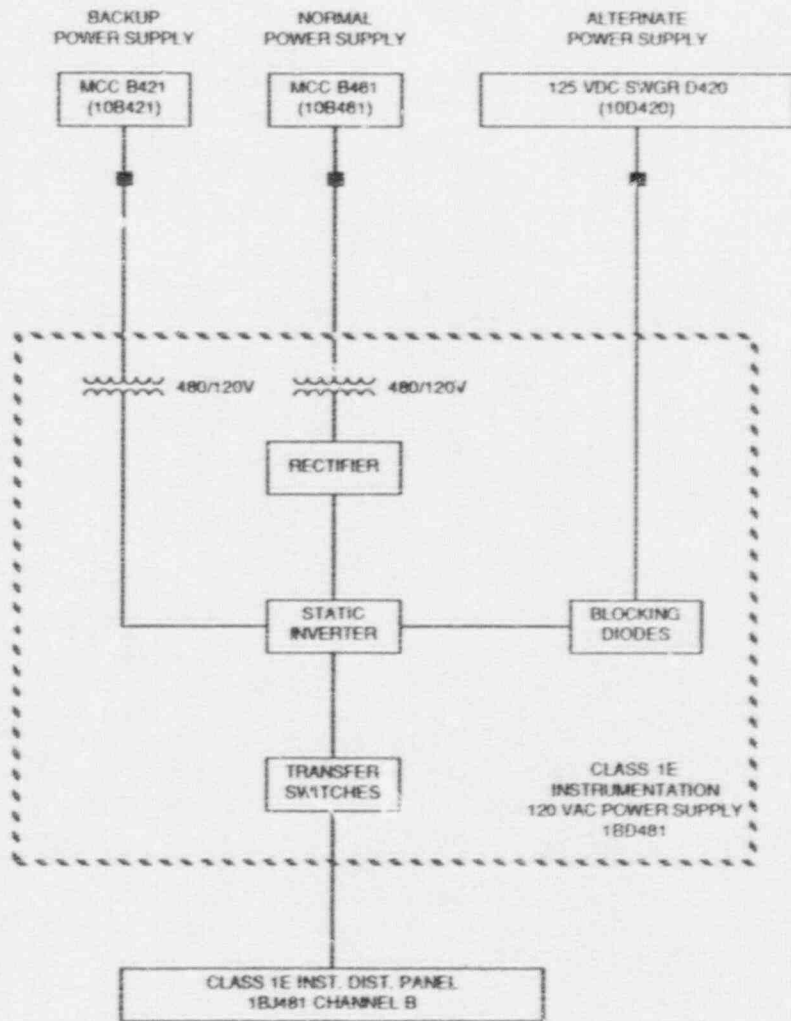 BACKUP
POWER SUPPLY
NORMAL
POWER SUPPLY
ALTERNATE
POWER SUPPLY
MCC B421
(10B421)
MCC B461
(10B461)
125 VDC SWGR D420
(10D420)
480/120V
480/120V
RECTIFIER
STATIC
INVERTER
BLOCKING
DIODES
TRANSFER
SWITCHES
CLASS 1E
INSTRUMENTATION
120 VAC POWER SUPPLY
1BD481
CLASS 1E INST. DIST. PANEL
1BJ481 CHANNEL B